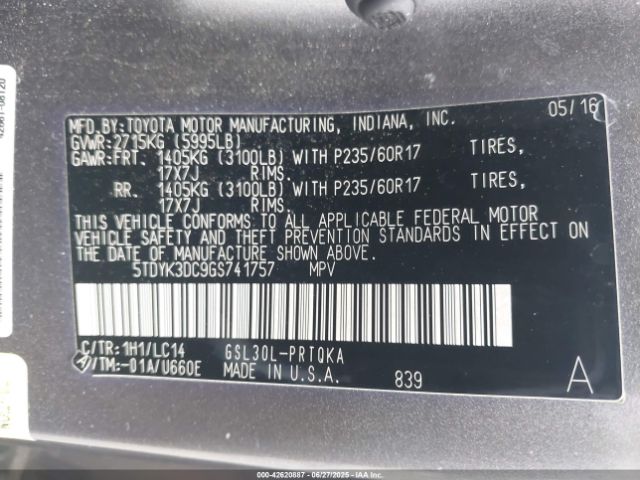 05/16
MFD.BY:TOYOTA MOTOR MANUFACTURING, INDIANA, INC.
GVWR:2715KG (5995LB)
GAWR:FRT. 1405KG (3100LB) WITH P235/60R17 TIRES,
17X7J RIMS.
RR. 1405KG (3100LB) WITH P235/60R17 TIRES,
17X7J RIMS.
THIS VEHICLE CONFORMS TO ALL APPLICABLE FEDERAL MOTOR
VEHICLE SAFETY AND THEFT PREVENTION STANDARDS IN EFFECT ON
THE DATE OF MANUFACTURE SHOWN ABOVE.
5TDYK3DC9GS741757 MPV
C/TR:1H1/LC14 GSL30L-PRTQKA
A/TM:-01A/U660E MADE IN U.S.A. 839 A
000-42620887 - 06/27/2025 - IAAI.COM